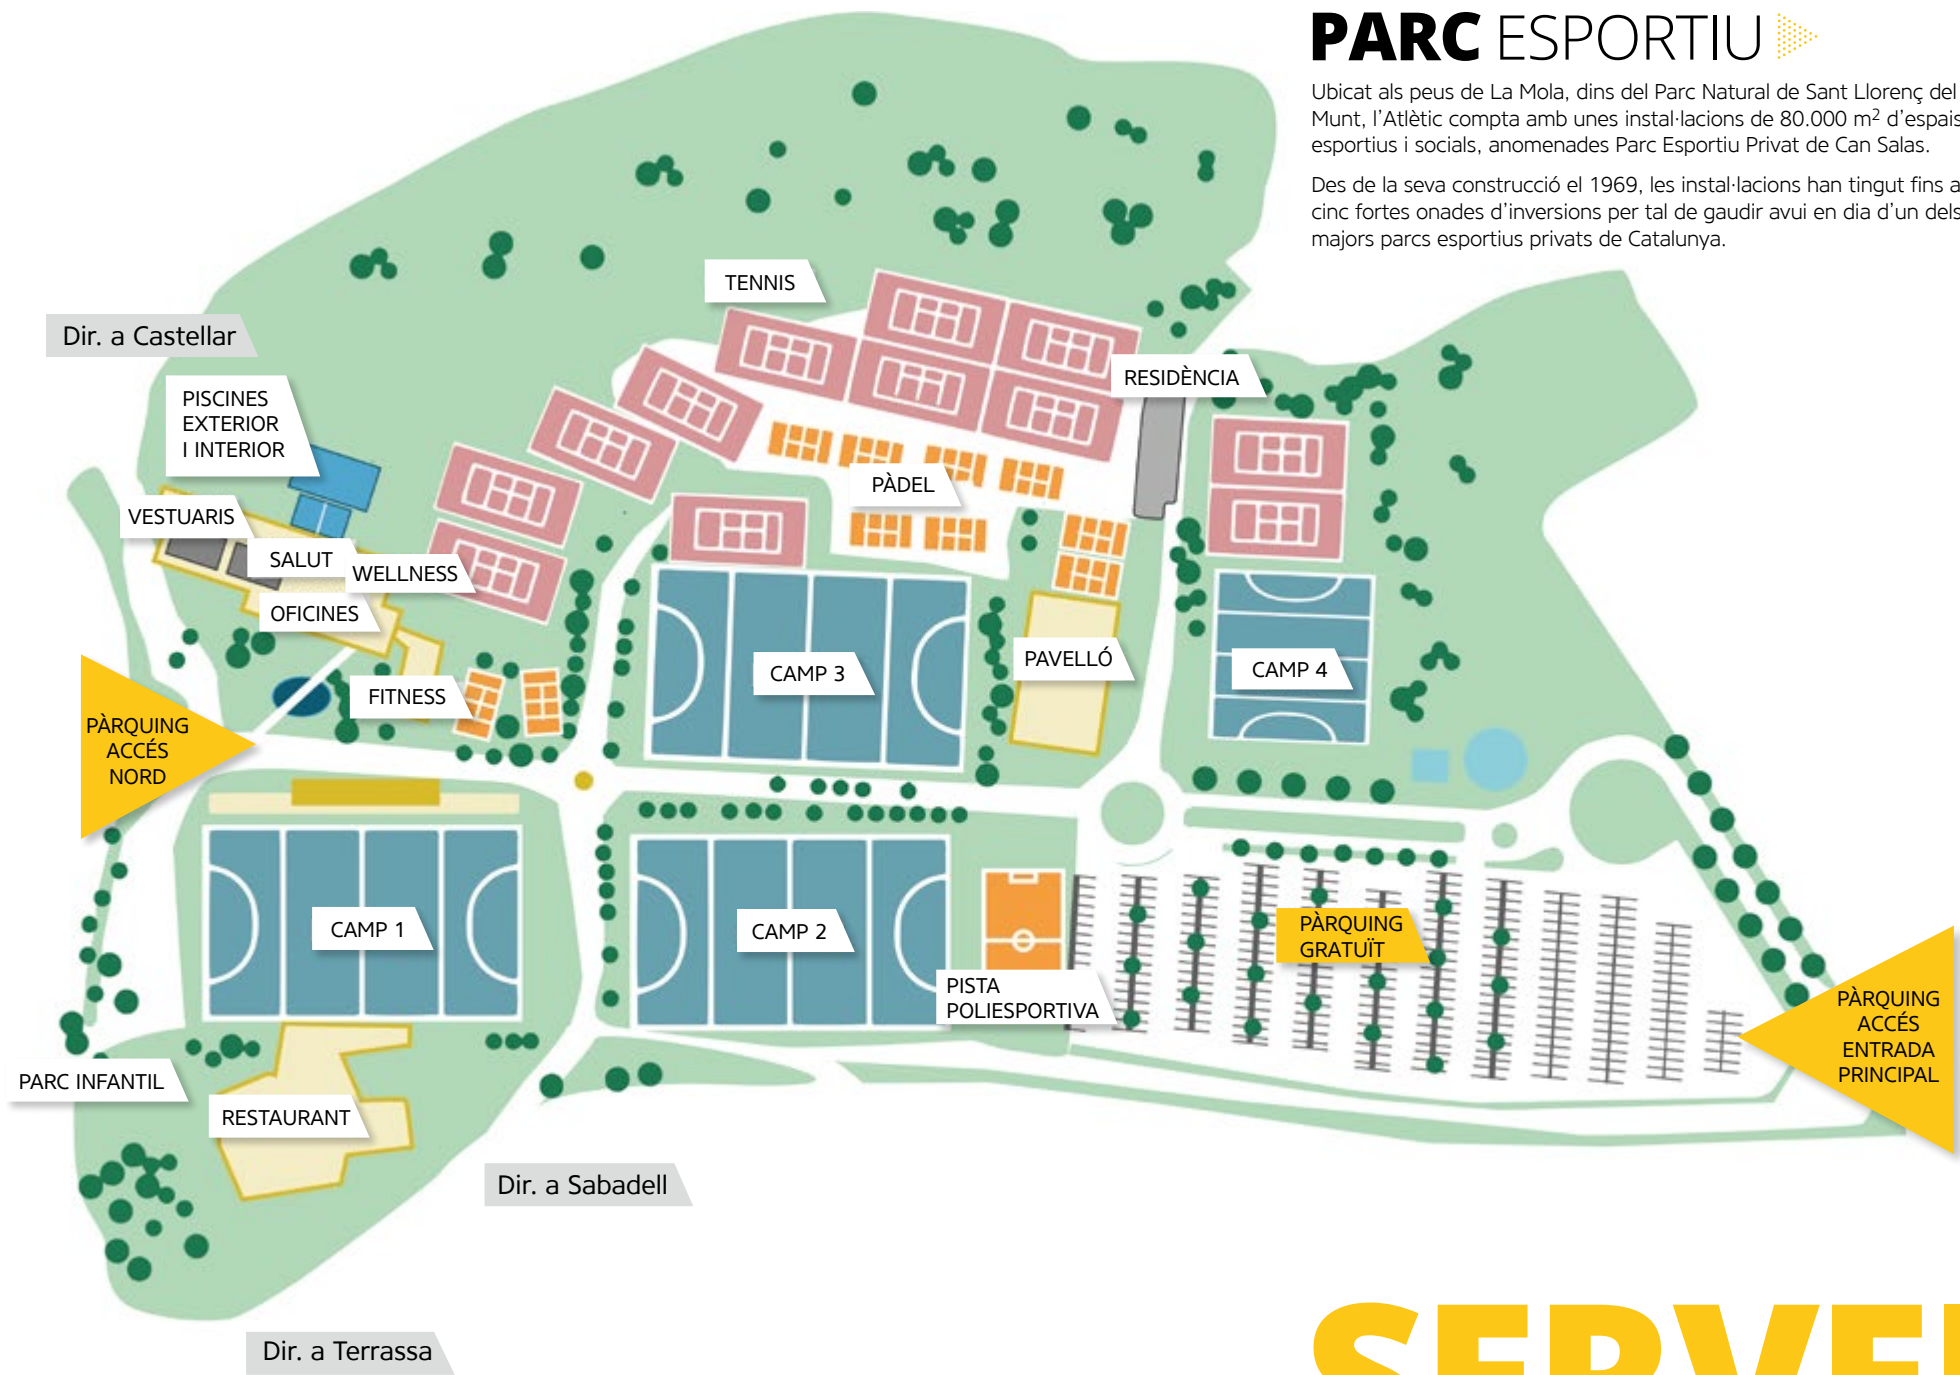 PARC ESPORTIU
Ubicat als peus de La Mola, dins del Parc Natural de Sant Llorenç del
Munt, l'Atlètic compta amb unes instal·lacions de 80.000 m² d'espais
esportius i socials, anomenades Parc Esportiu Privat de Can Salas.
Des de la seva construcció el 1969, les instal·lacions han tingut fins a
cinc fortes onades d'inversions per tal de gaudir avui en dia d'un dels
majors parcs esportius privats de Catalunya.
TENNIS
Dir. a Castellar
RESIDÈNCIA
PISCINES
EXTERIOR
I INTERIOR
PÀDEL
VESTUARIS
SALUT
WELLNESS
OFICINES
PAVELLÓ
CAMP 3
CAMP 4
FITNESS
PÀRQUING
ACCÉS
NORD
CAMP 1
CAMP 2
PÀRQUING
GRATUÏT
PISTA
POLIESPORTIVA
PÀRQUING
ACCÉS
ENTRADA
PRINCIPAL
PARC INFANTIL
RESTAURANT
Dir. a Sabadell
Dir. a Terrassa